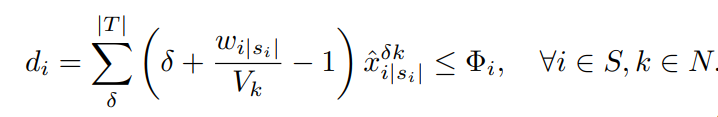 d_i = \sum_{\delta}^{|T|} \left( \delta + \frac{w_{i|s_i|}}{V_k} - 1 \right) \hat{x}_{i|s_i|}^{\delta k} \leq \Phi_i, \quad \forall i \in S, k \in N.